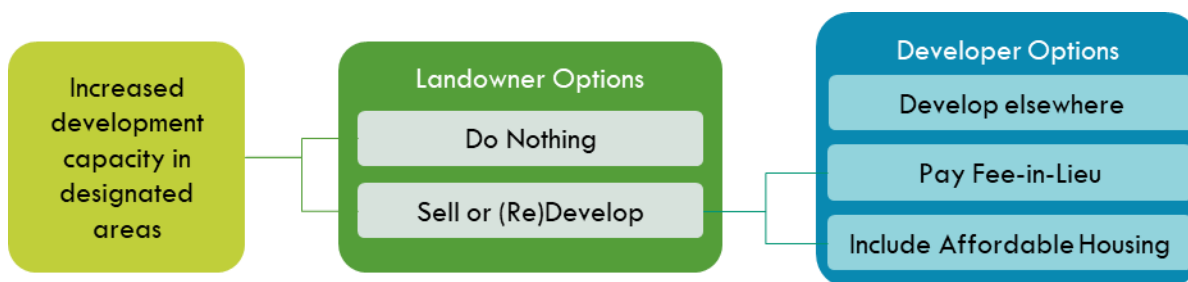 Increased
development
capacity in
designated
areas
Landowner Options
Do Nothing
Sell or (Re)Develop
Developer Options
Develop elsewhere
Pay Fee-in-Lieu
Include Affordable Housing